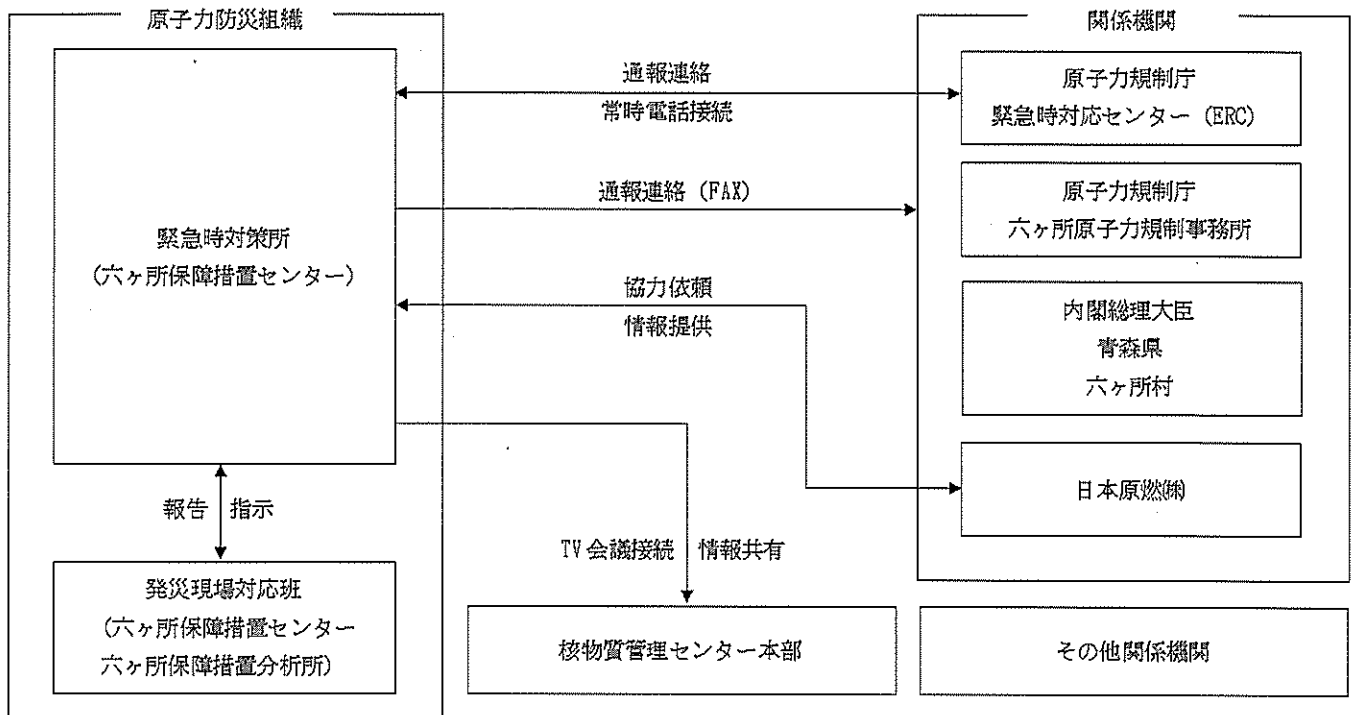 原子力防災組織
緊急時対策所
(六ヶ所保障措置センター)
報告 指示
発災現場対応班
(六ヶ所保障措置センター
六ヶ所保障措置分析所)
通報連絡
常時電話接続
通報連絡 (FAX)
協力依頼
情報提供
TV会議接続 情報共有
核物質管理センター本部
関係機関
原子力規制庁
緊急時対応センター (ERC)
原子力規制庁
六ヶ所原子力規制事務所
内閣総理大臣
青森県
六ヶ所村
日本原燃㈱
その他関係機関